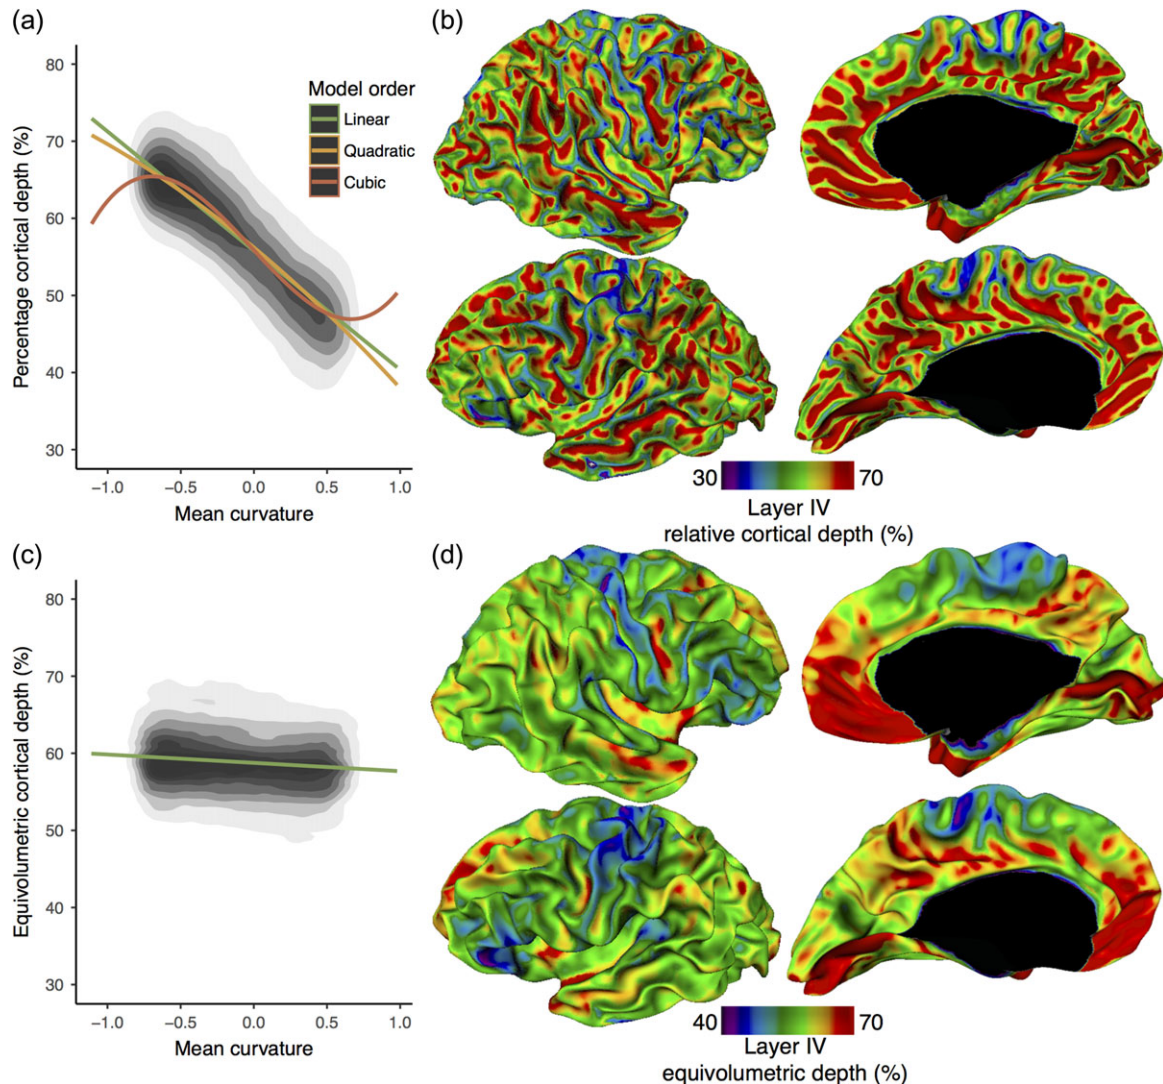 (a)
Percentage cortical depth (%)
80
70
60
50
40
30
−1.0 −0.5 0.0 0.5 1.0
Mean curvature
Model order
Linear
Quadratic
Cubic
(b)
30 70
Layer IV
relative cortical depth (%)
(c)
Equivolumetric cortical depth (%)
80
70
60
50
40
30
−1.0 −0.5 0.0 0.5 1.0
Mean curvature
(d)
40 70
Layer IV
equivolumetric depth (%)